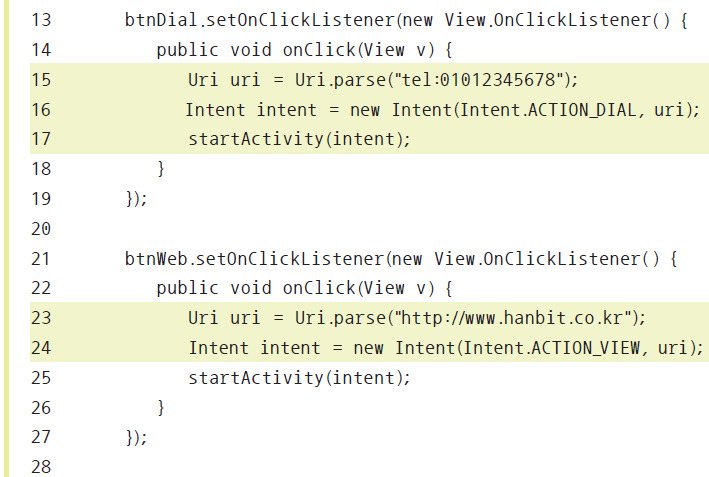 13 btnDial.setOnClickListener(new View.OnClickListener() {
14 public void onClick(View v) {
15 Uri uri = Uri.parse("tel:01012345678");
16 Intent intent = new Intent(Intent.ACTION_DIAL, uri);
17 startActivity(intent);
18 }
19 });
20
21 btnWeb.setOnClickListener(new View.OnClickListener() {
22 public void onClick(View v) {
23 Uri uri = Uri.parse("http://www.hanbit.co.kr");
24 Intent intent = new Intent(Intent.ACTION_VIEW, uri);
25 startActivity(intent);
26 }
27 });
28